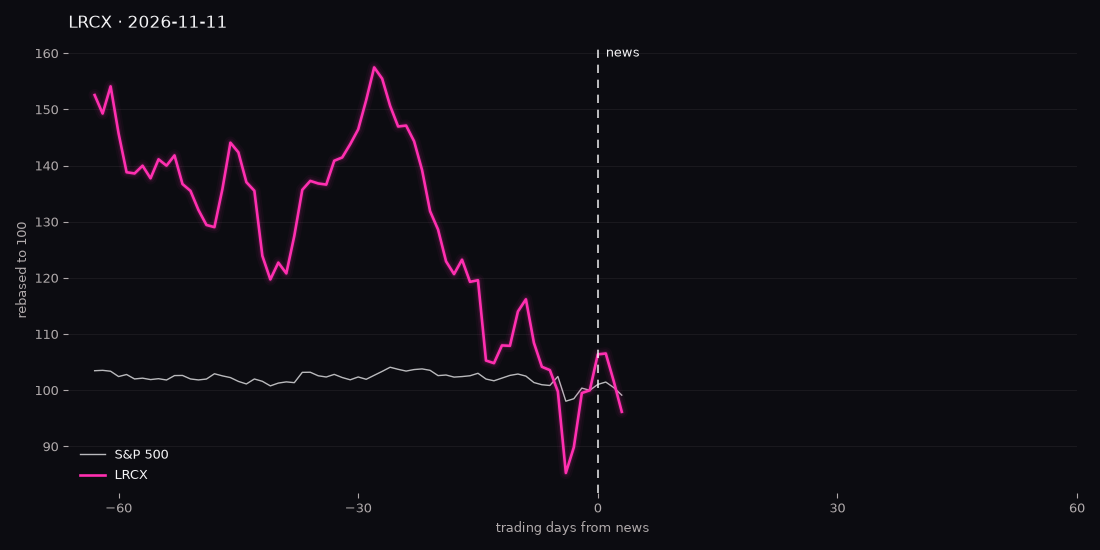 LRCX · 2026-11-11
news
rebased to 100
160
150
140
130
120
110
100
90
S&P 500
LRCX
−60
−30
0
30
60
trading days from news